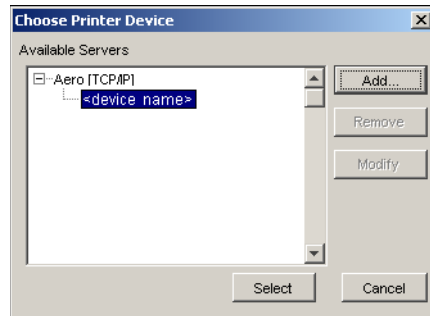 Choose Printer Device
Available Servers
Aero [TCP/IP]
<device name>
Add...
Remove
Modify
Select
Cancel